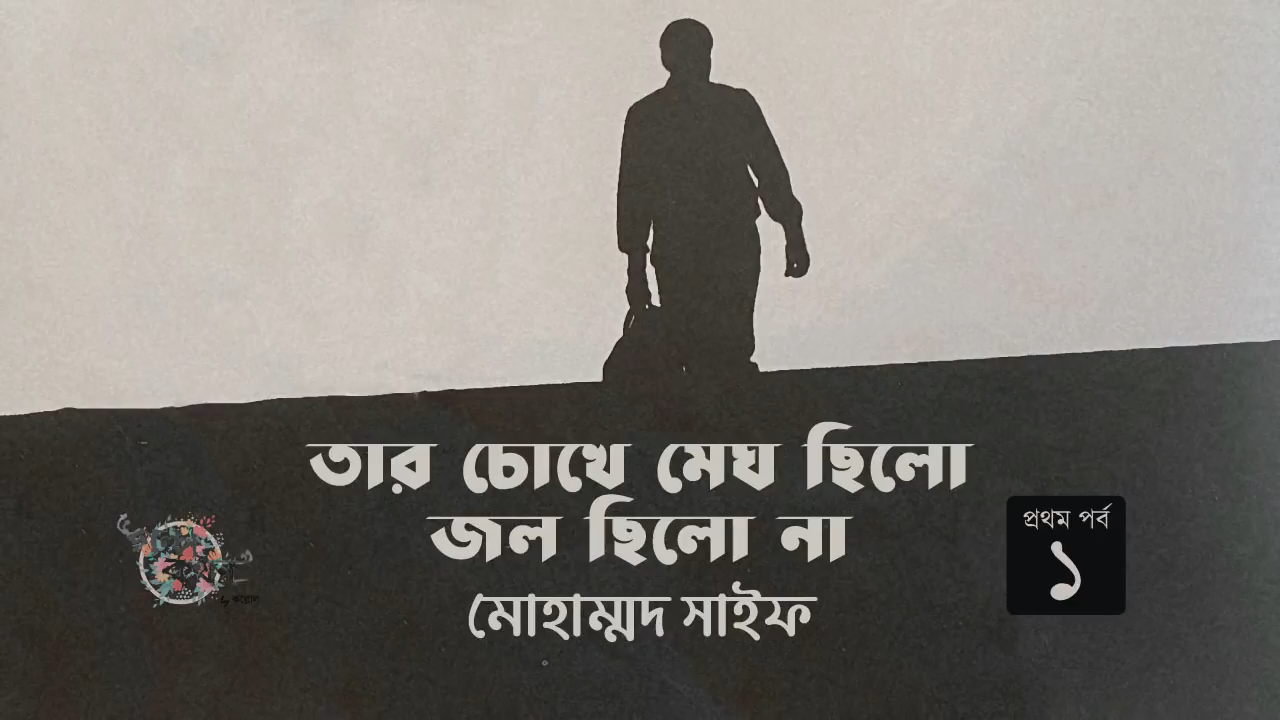 তার চোখে মেঘ ছিলো
জল ছিলো না
মোহাম্মদ সাইফ
প্রথম পর্ব
১